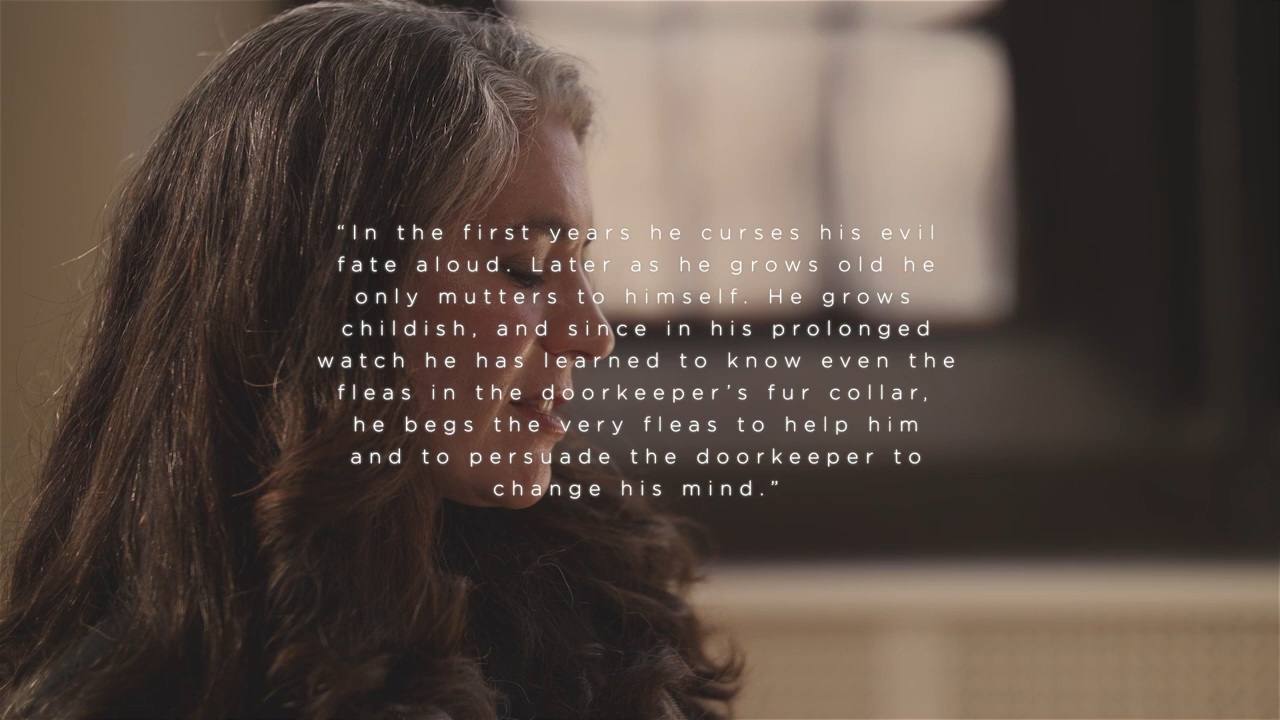 “In the first years he curses his evil
fate aloud. Later as he grows old he
only mutters to himself. He grows
childish, and since in his prolonged
watch he has learned to know even the
fleas in the doorkeeper’s fur collar,
he begs the very fleas to help him
and to persuade the doorkeeper to
change his mind.”